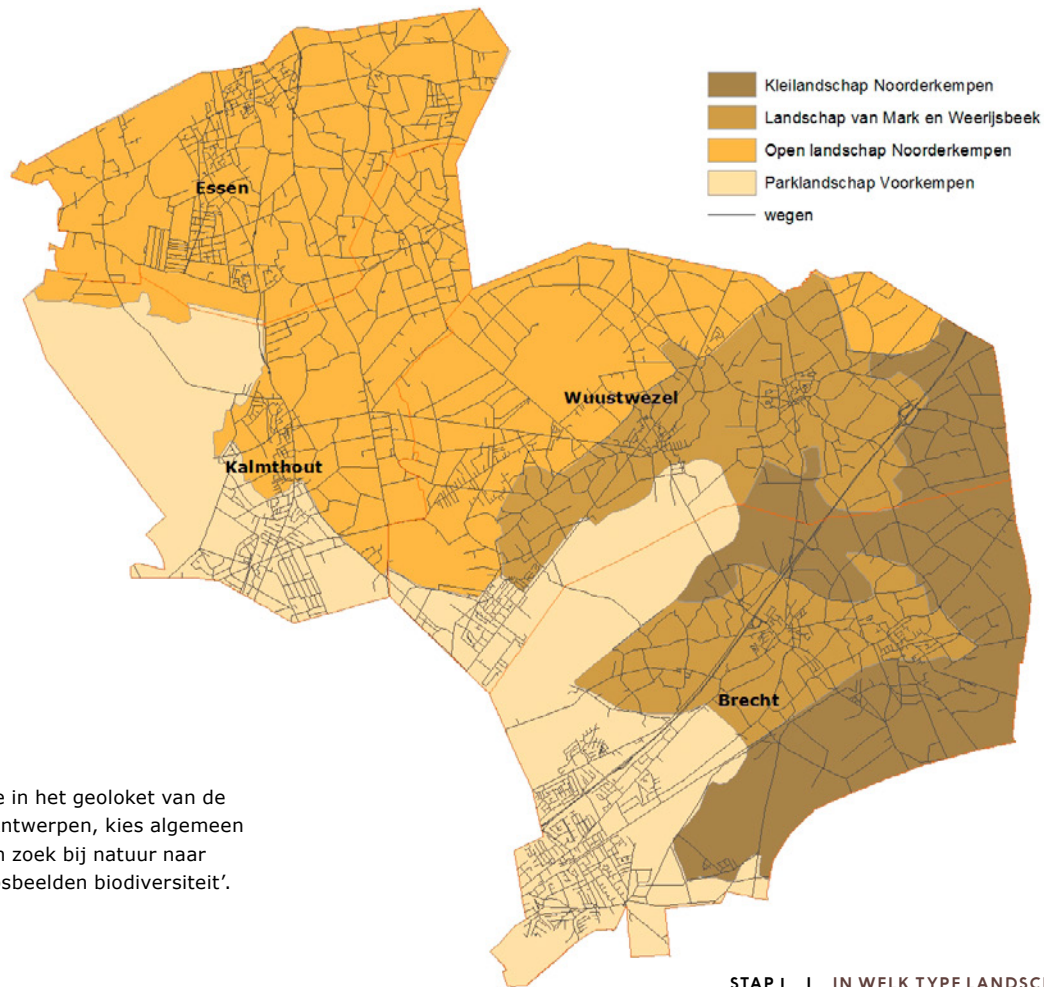 Kleilandschap Noorderkempen
Landschap van Mark en Weerijsbeek
Open landschap Noorderkempen
Parklandschap Voorkempen
wegen
Essen
Wuustwezel
Kalmthout
Brecht
e in het geoloket van de
ntwerpen, kies algemeen
n zoek bij natuur naar
sbeelden biodiversiteit’.
STAP 1 | IN WELK TYPE LANDSC